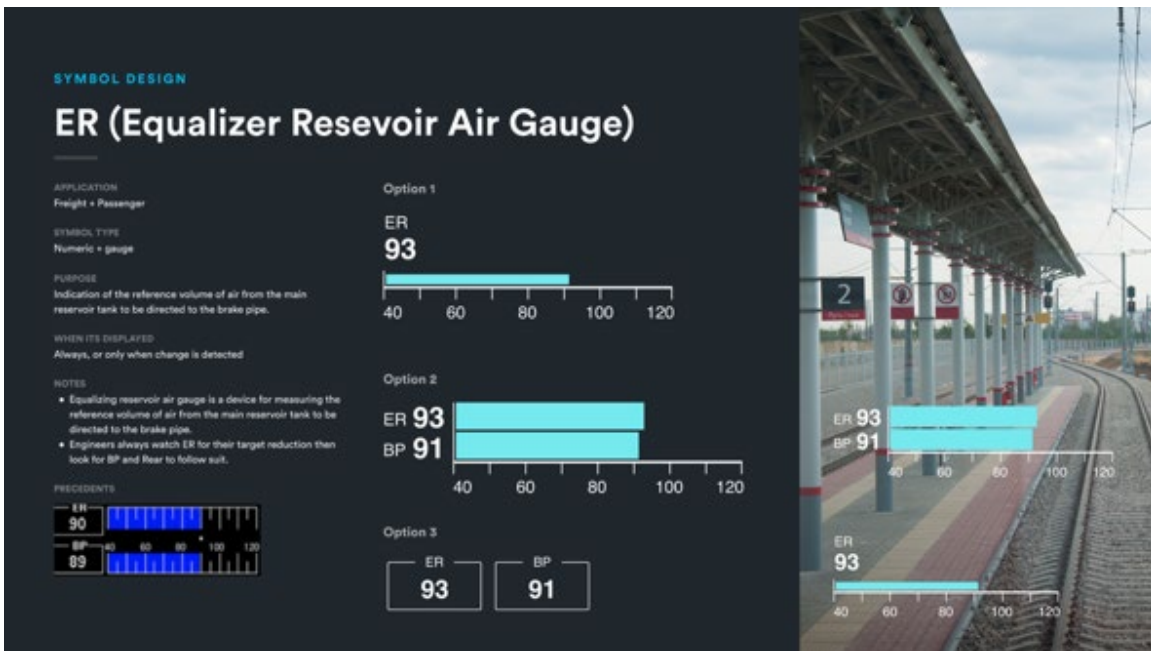 SYMBOL DESIGN
ER (Equalizer Resevoir Air Gauge)
APPLICATION
Freight + Passenger
SYMBOL TYPE
Numeric + gauge
PURPOSE
Indication of the reference volume of air from the main
reservoir tank to be directed to the brake pipe.
WHEN ITS DISPLAYED
Always, or only when change is detected
NOTES
• Equalizing reservoir air gauge is a device for measuring the
reference volume of air from the main reservoir tank to be
directed to the brake pipe.
• Engineers always watch ER for their target reduction then
look for BP and Rear to follow suit.
PRECEDENTS
ER
90
BP 40 60 80 100 120
89
Option 1
ER
93
40 60 80 100 120
Option 2
ER 93
BP 91
40 60 80 100 120
Option 3
ER BP
93 91
2
ER 93
BP 91
40 60 80 100 120
ER
93
40 60 80 100 120